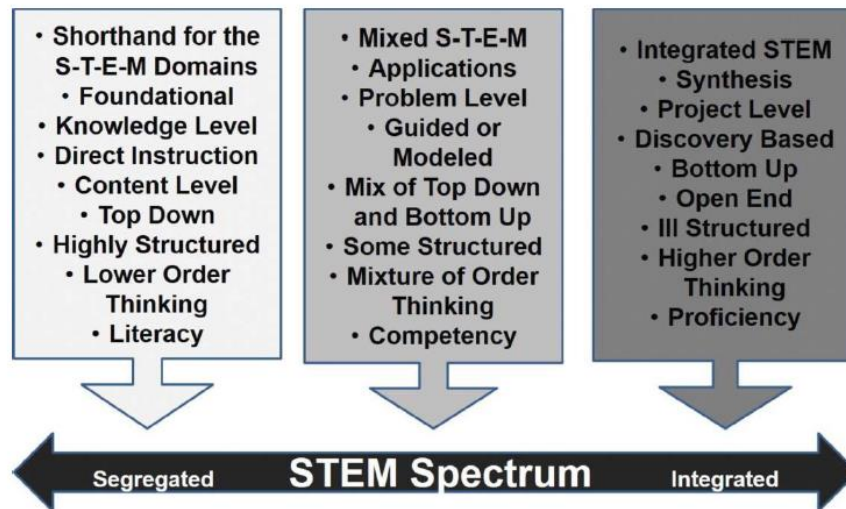 • Shorthand for the
S-T-E-M Domains
• Foundational
• Knowledge Level
• Direct Instruction
• Content Level
• Top Down
• Highly Structured
• Lower Order
Thinking
• Literacy
• Mixed S-T-E-M
• Applications
• Problem Level
• Guided or
Modeled
• Mix of Top Down
and Bottom Up
• Some Structured
• Mixture of Order
Thinking
• Competency
• Integrated STEM
• Synthesis
• Project Level
• Discovery Based
• Bottom Up
• Open End
• Ill Structured
• Higher Order
Thinking
• Proficiency
Segregated STEM Spectrum Integrated